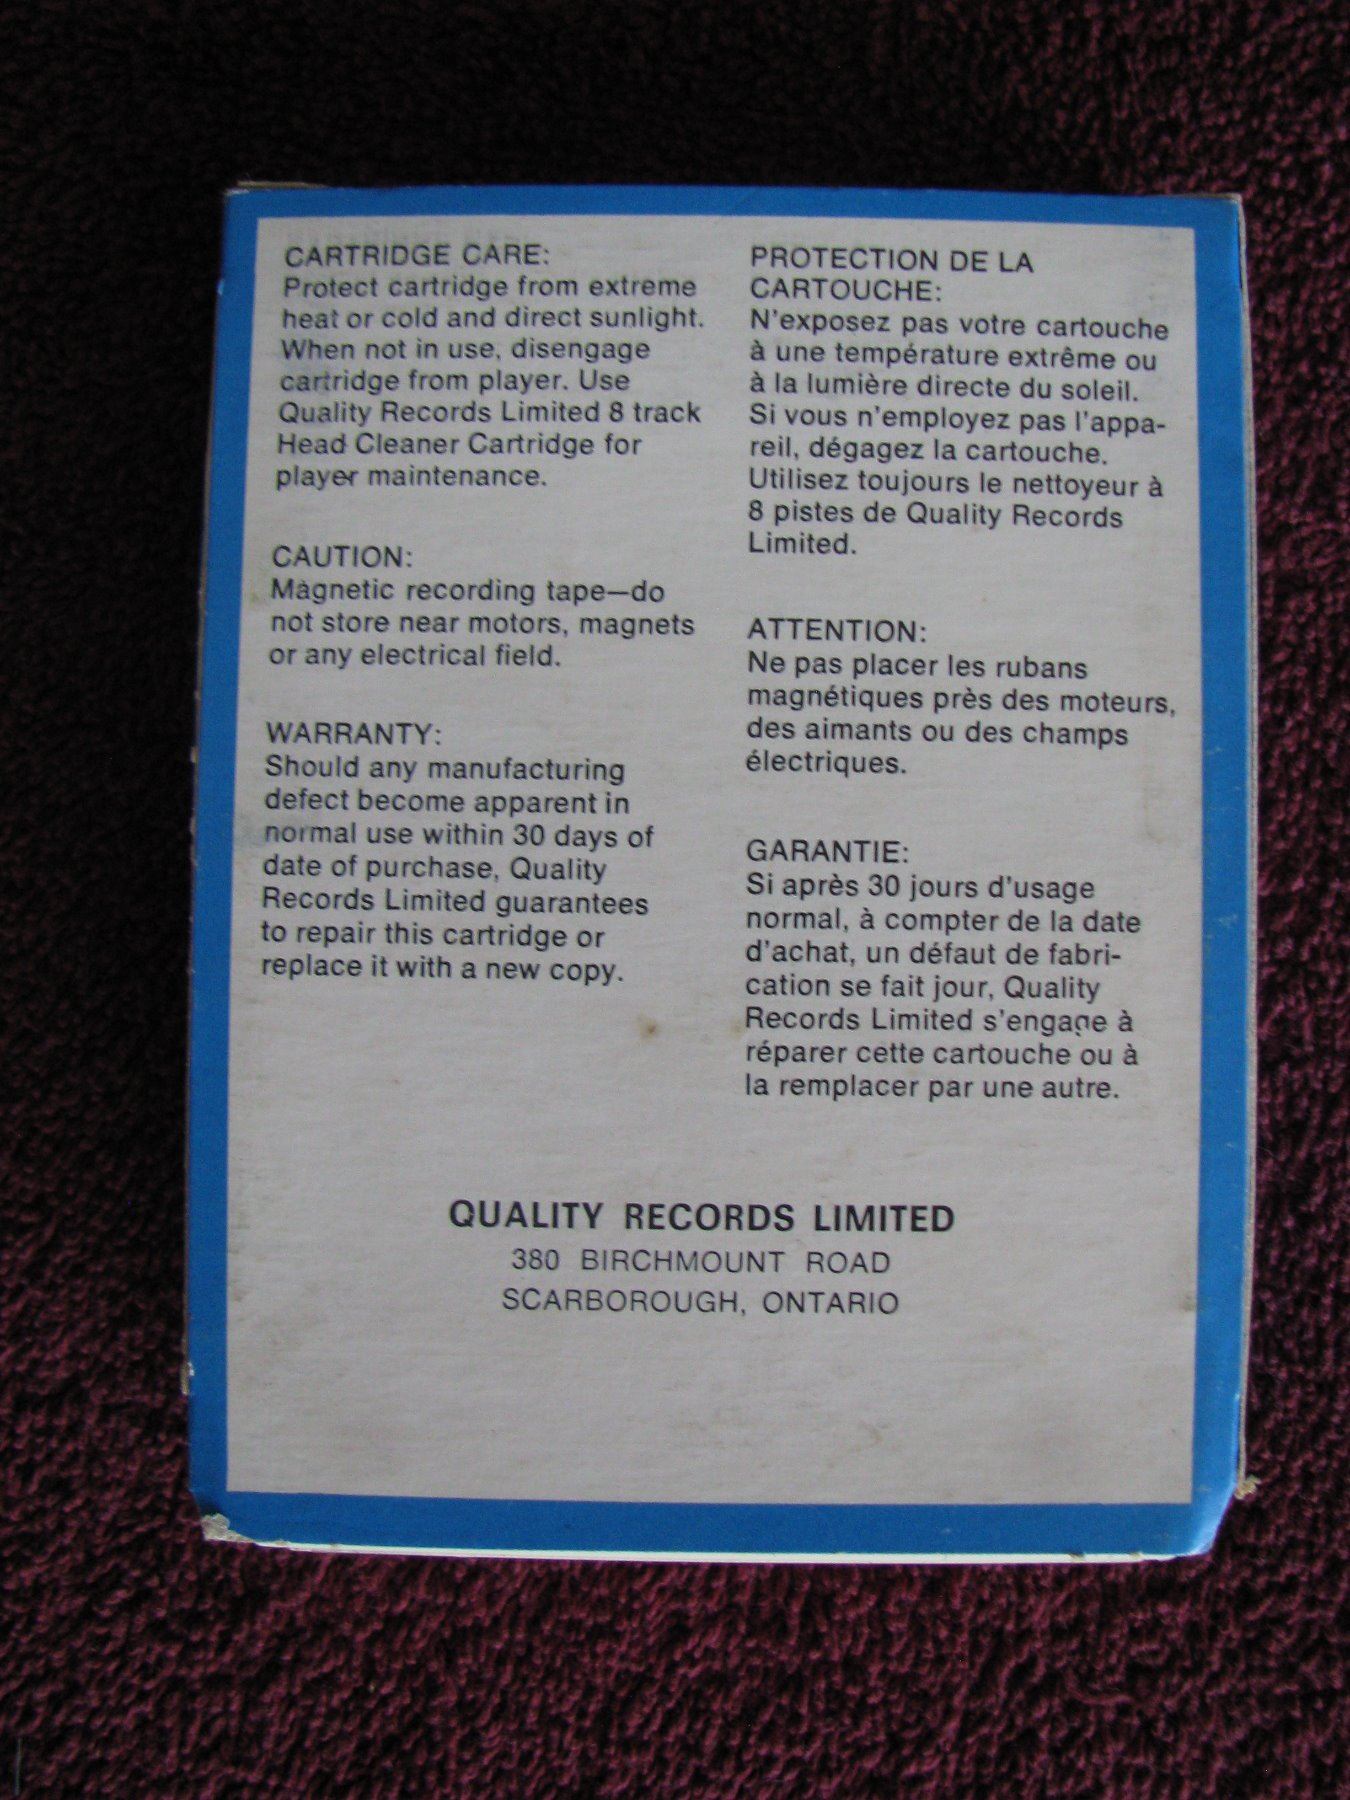 CARTRIDGE CARE:
Protect cartridge from extreme
heat or cold and direct sunlight.
When not in use, disengage
cartridge from player. Use
Quality Records Limited 8 track
Head Cleaner Cartridge for
player maintenance.
CAUTION:
Magnetic recording tape—do
not store near motors, magnets
or any electrical field.
WARRANTY:
Should any manufacturing
defect become apparent in
normal use within 30 days of
date of purchase, Quality
Records Limited guarantees
to repair this cartridge or
replace it with a new copy.
PROTECTION DE LA
CARTOUCHE:
N'exposez pas votre cartouche
à une température extrême ou
à la lumière directe du soleil.
Si vous n'employez pas l'appa-
reil, dégagez la cartouche.
Utilisez toujours le nettoyeur à
8 pistes de Quality Records
Limited.
ATTENTION:
Ne pas placer les rubans
magnétiques près des moteurs,
des aimants ou des champs
électriques.
GARANTIE:
Si après 30 jours d'usage
normal, à compter de la date
d'achat, un défaut de fabri-
cation se fait jour, Quality
Records Limited s'engage à
réparer cette cartouche ou à
la remplacer par une autre.
QUALITY RECORDS LIMITED
380 BIRCHMOUNT ROAD
SCARBOROUGH, ONTARIO